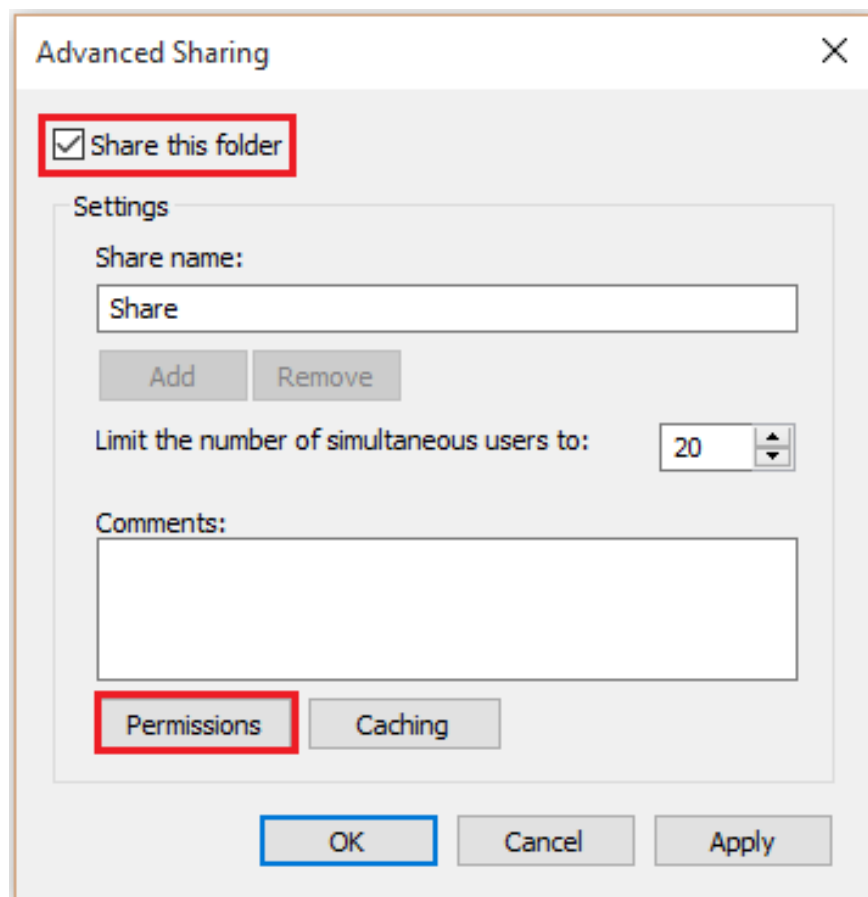 Advanced Sharing
Share this folder
Settings
Share name:
Share
Add Remove
Limit the number of simultaneous users to: 20
Comments:
Permissions Caching
OK Cancel Apply